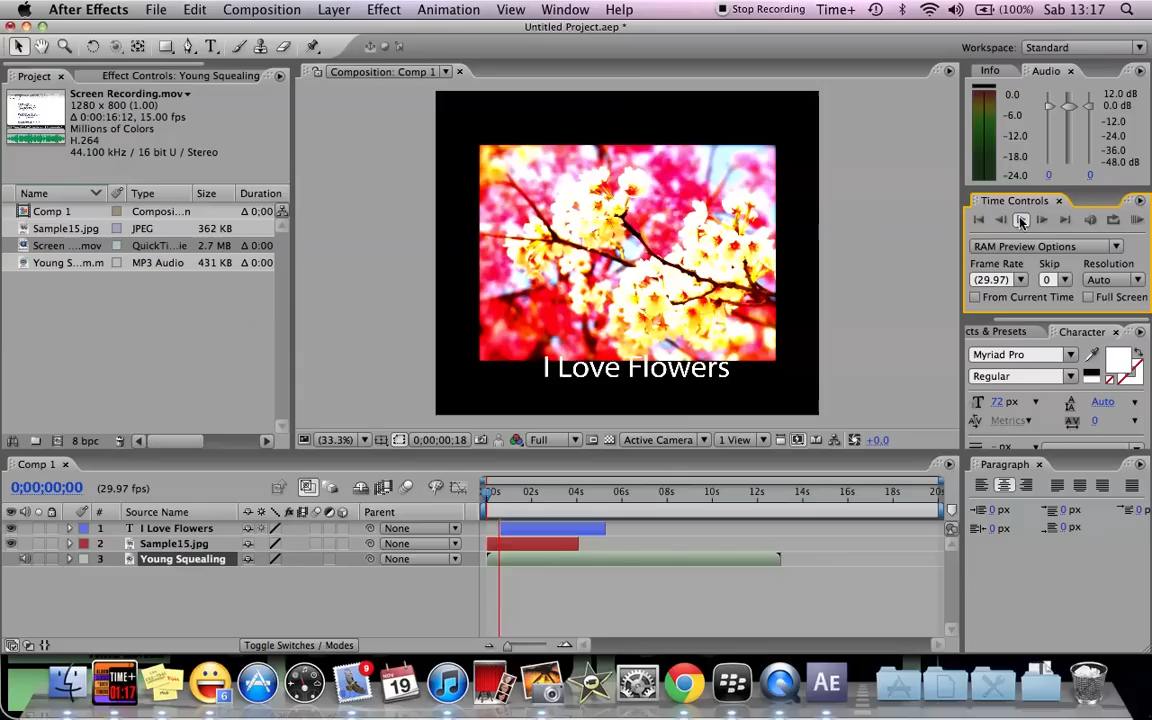 After Effects File Edit Composition Layer Effect Animation View Window Help Stop Recording Time+ (100%) Sab 13:17
Untitled Project.aep *
Workspace: Standard
Project Effect Controls: Young Squealing
Composition: Comp 1
Info Audio
Screen Recording.mov
1280 x 800 (1.00)
Δ 0:00:16:12, 15.00 fps
Millions of Colors
H.264
44.100 kHz / 16 bit U / Stereo
0.0
-6.0
-12.0
-18.0
-24.0
12.0 dB
0.0 dB
-12.0
-24.0
-36.0
-48.0 dB
0 0
Name Type Size Duration
Comp 1 Composi...n Δ 0;00
Sample15.jpg JPEG 362 KB
Screen ....mov QuickTi...ie 2.7 MB Δ 0:00
Young S...m.m MP3 Audio 431 KB Δ 0:00
I Love Flowers
Time Controls
RAM Preview Options
Frame Rate Skip Resolution
(29.97) 0 Auto
From Current Time Full Screen
cts & Presets Character
Myriad Pro
Regular
72 px Auto
Metrics 0
px
8 bpc
(33.3%) 0;00;00;18 Full Active Camera 1 View +0.0
Comp 1
0;00;00;00 (29.97 fps)
0s 02s 04s 06s 08s 10s 12s 14s 16s 18s 20s
# Source Name Parent
1 T I Love Flowers None
2 Sample15.jpg None
3 Young Squealing None
Toggle Switches / Modes
Paragraph
0 px 0 px 0
0 px 0 px
TIME+
01:17
6
9
NOV
19
AE